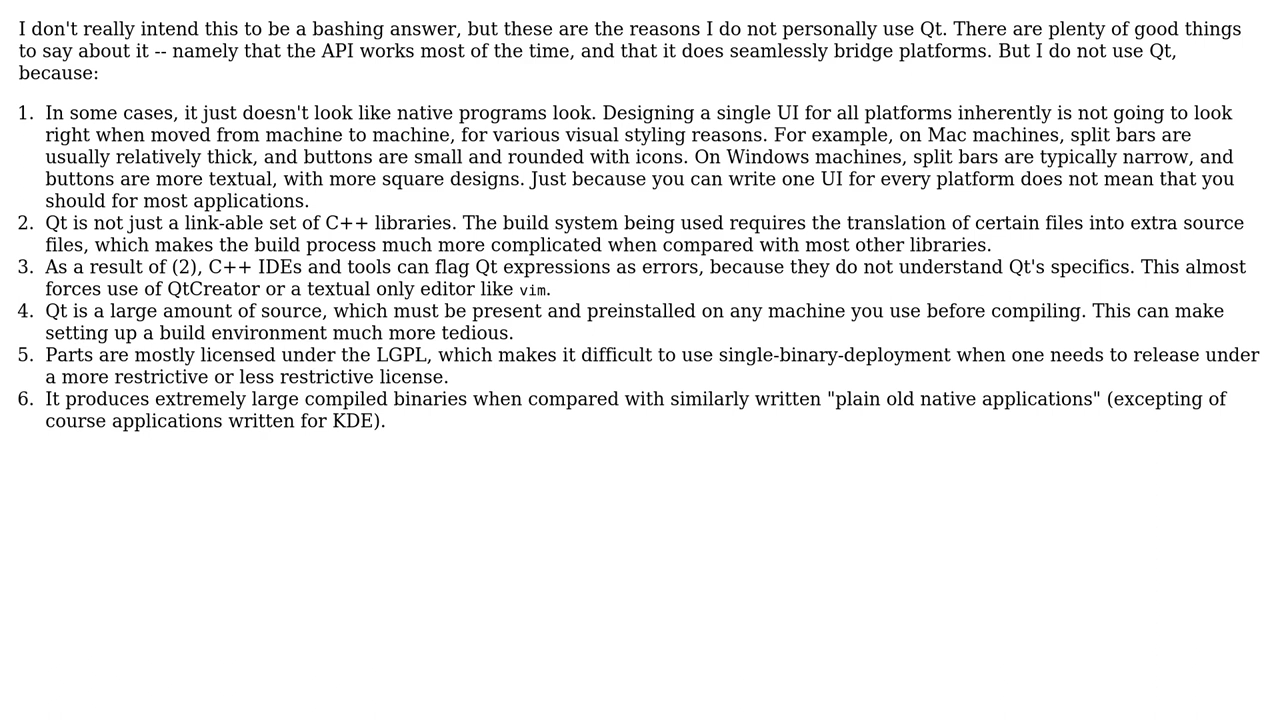 I don't really intend this to be a bashing answer, but these are the reasons I do not personally use Qt. There are plenty of good things
to say about it -- namely that the API works most of the time, and that it does seamlessly bridge platforms. But I do not use Qt,
because:
1. In some cases, it just doesn't look like native programs look. Designing a single UI for all platforms inherently is not going to look
right when moved from machine to machine, for various visual styling reasons. For example, on Mac machines, split bars are
usually relatively thick, and buttons are small and rounded with icons. On Windows machines, split bars are typically narrow, and
buttons are more textual, with more square designs. Just because you can write one UI for every platform does not mean that you
should for most applications.
2. Qt is not just a link-able set of C++ libraries. The build system being used requires the translation of certain files into extra source
files, which makes the build process much more complicated when compared with most other libraries.
3. As a result of (2), C++ IDEs and tools can flag Qt expressions as errors, because they do not understand Qt's specifics. This almost
forces use of QtCreator or a textual only editor like vim.
4. Qt is a large amount of source, which must be present and preinstalled on any machine you use before compiling. This can make
setting up a build environment much more tedious.
5. Parts are mostly licensed under the LGPL, which makes it difficult to use single-binary-deployment when one needs to release under
a more restrictive or less restrictive license.
6. It produces extremely large compiled binaries when compared with similarly written "plain old native applications" (excepting of
course applications written for KDE).